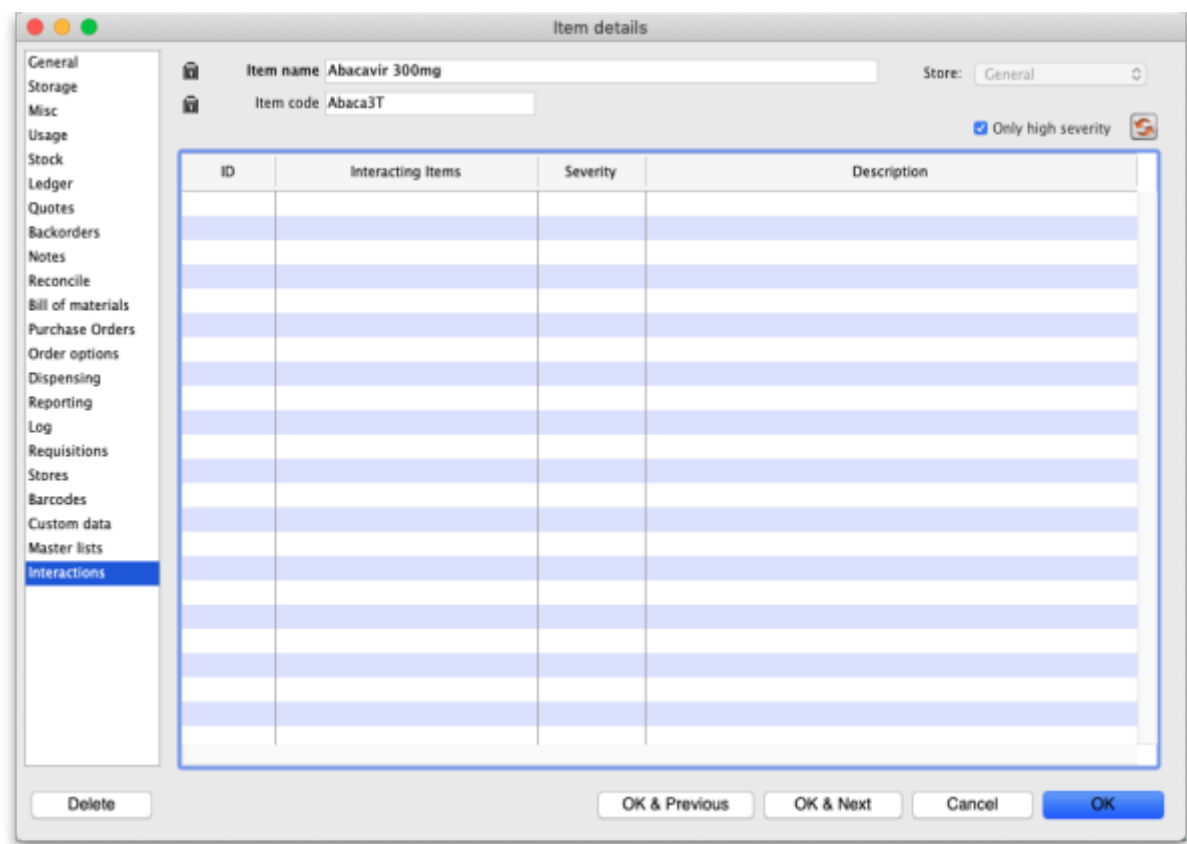 Item details
General
Storage
Misc
Usage
Stock
Ledger
Quotes
Backorders
Notes
Reconcile
Bill of materials
Purchase Orders
Order options
Dispensing
Reporting
Log
Requisitions
Stores
Barcodes
Custom data
Master lists
Interactions
Item name Abacavir 300mg
Store: General
Item code Abaca3T
Only high severity
ID Interacting Items Severity Description
Delete OK & Previous OK & Next Cancel OK